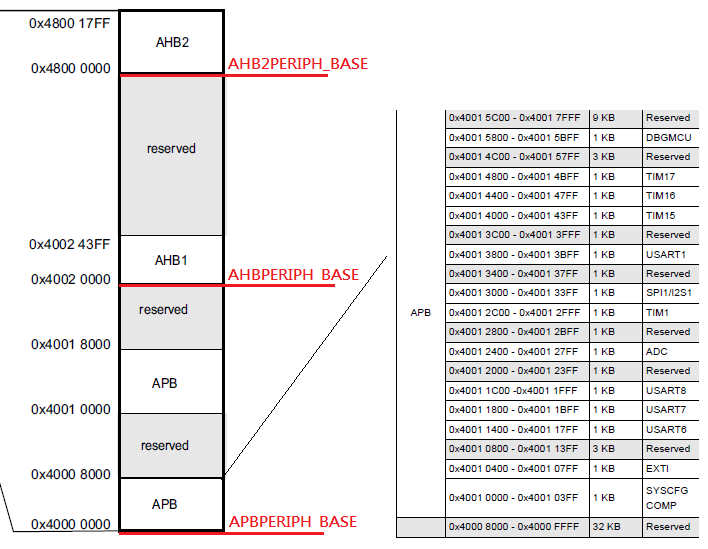 0x4800 17FF
AHB2
0x4800 0000
AHB2PERIPH_BASE
reserved
0x4002 43FF
AHB1
0x4002 0000
AHBPERIPH_BASE
reserved
0x4001 8000
APB
0x4001 0000
reserved
0x4000 8000
APB
0x4000 0000
APBPERIPH_BASE
APB
0x4001 5C00 - 0x4001 7FFF 9 KB Reserved
0x4001 5800 - 0x4001 5BFF 1 KB DBGMCU
0x4001 4C00 - 0x4001 57FF 3 KB Reserved
0x4001 4800 - 0x4001 4BFF 1 KB TIM17
0x4001 4400 - 0x4001 47FF 1 KB TIM16
0x4001 4000 - 0x4001 43FF 1 KB TIM15
0x4001 3C00 - 0x4001 3FFF 1 KB Reserved
0x4001 3800 - 0x4001 3BFF 1 KB USART1
0x4001 3400 - 0x4001 37FF 1 KB Reserved
0x4001 3000 - 0x4001 33FF 1 KB SPI1/I2S1
0x4001 2C00 - 0x4001 2FFF 1 KB TIM1
0x4001 2800 - 0x4001 2BFF 1 KB Reserved
0x4001 2400 - 0x4001 27FF 1 KB ADC
0x4001 2000 - 0x4001 23FF 1 KB Reserved
0x4001 1C00 -0x4001 1FFF 1 KB USART8
0x4001 1800 - 0x4001 1BFF 1 KB USART7
0x4001 1400 - 0x4001 17FF 1 KB USART6
0x4001 0800 - 0x4001 13FF 3 KB Reserved
0x4001 0400 - 0x4001 07FF 1 KB EXTI
0x4001 0000 - 0x4001 03FF 1 KB SYSCFG
COMP
0x4000 8000 - 0x4000 FFFF 32 KB Reserved